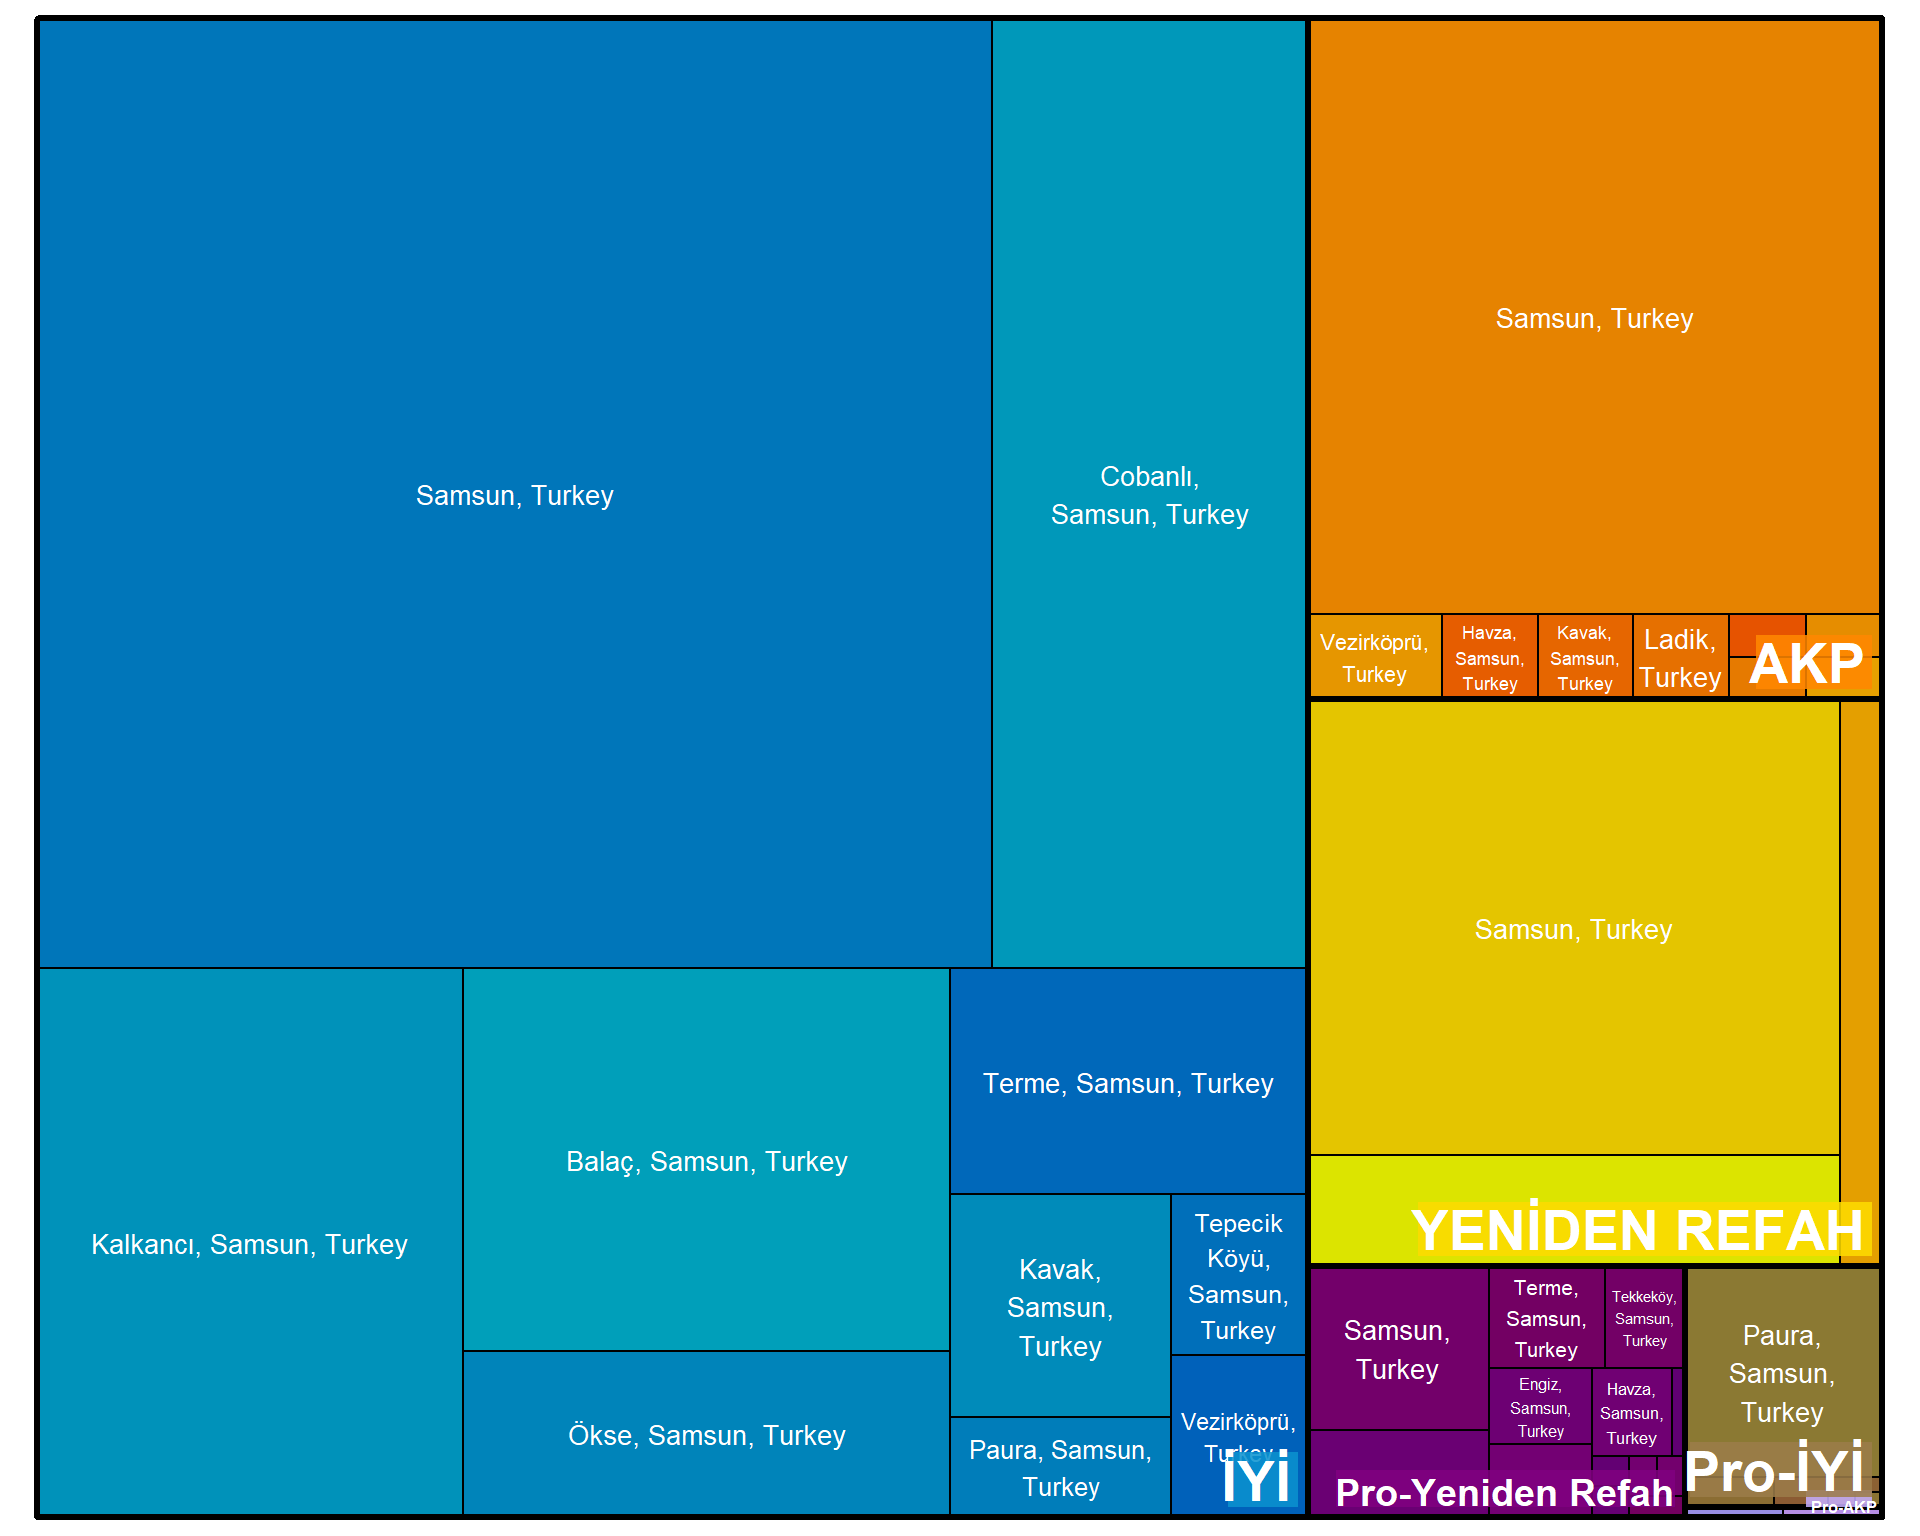 Samsun, Turkey
Cobanlı,
Samsun, Turkey
Kalkancı, Samsun, Turkey
Balaç, Samsun, Turkey
Ökse, Samsun, Turkey
Terme, Samsun, Turkey
Kavak,
Samsun,
Turkey
Tepecik
Köyü,
Samsun,
Turkey
Paura, Samsun,
Turkey
Vezirköprü,
Turkey
İYİ
Samsun, Turkey
Vezirköprü,
Turkey
Havza,
Samsun,
Turkey
Kavak,
Samsun,
Turkey
Ladik,
Turkey
AKP
Samsun, Turkey
YENİDEN REFAH
Samsun,
Turkey
Terme,
Samsun,
Turkey
Tekkeköy,
Samsun,
Turkey
Engiz,
Samsun,
Turkey
Havza,
Samsun,
Turkey
Pro-Yeniden Refah
Paura,
Samsun,
Turkey
Pro-İYİ
Pro-AKP